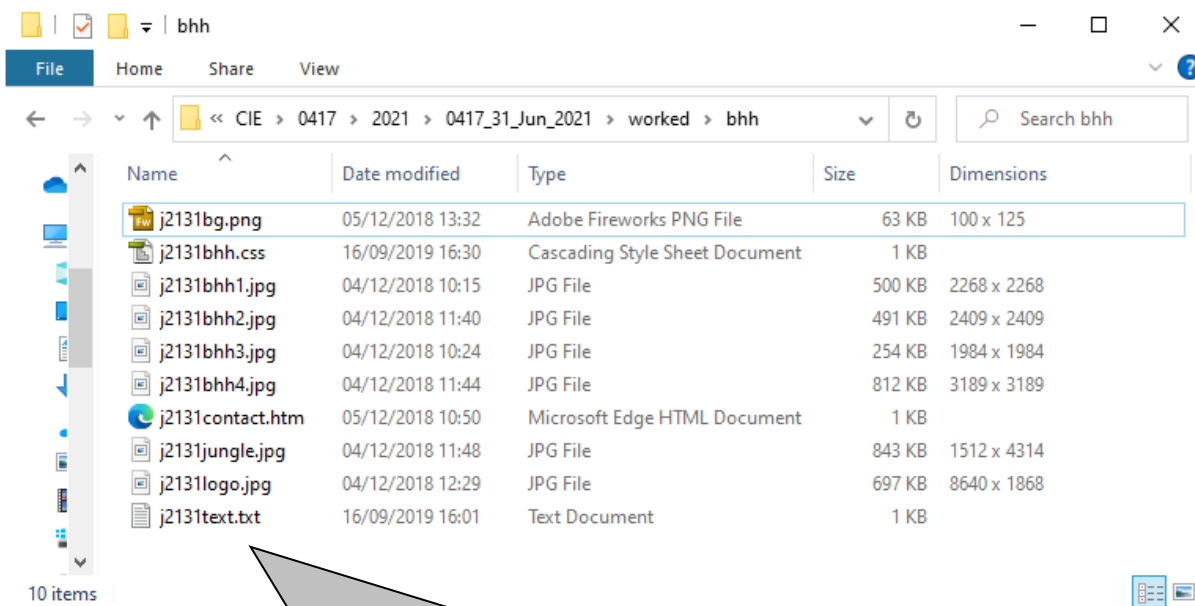 bhh
File Home Share View
« CIE > 0417 > 2021 > 0417_31_Jun_2021 > worked > bhh Search bhh
Name Date modified Type Size Dimensions
j2131bg.png 05/12/2018 13:32 Adobe Fireworks PNG File 63 KB 100 x 125
j2131bhh.css 16/09/2019 16:30 Cascading Style Sheet Document 1 KB
j2131bhh1.jpg 04/12/2018 10:15 JPG File 500 KB 2268 x 2268
j2131bhh2.jpg 04/12/2018 11:40 JPG File 491 KB 2409 x 2409
j2131bhh3.jpg 04/12/2018 10:24 JPG File 254 KB 1984 x 1984
j2131bhh4.jpg 04/12/2018 11:44 JPG File 812 KB 3189 x 3189
j2131contact.htm 05/12/2018 10:50 Microsoft Edge HTML Document 1 KB
j2131jungle.jpg 04/12/2018 11:48 JPG File 843 KB 1512 x 4314
j2131logo.jpg 04/12/2018 12:29 JPG File 697 KB 8640 x 1868
j2131text.txt 16/09/2019 16:01 Text Document 1 KB
10 items